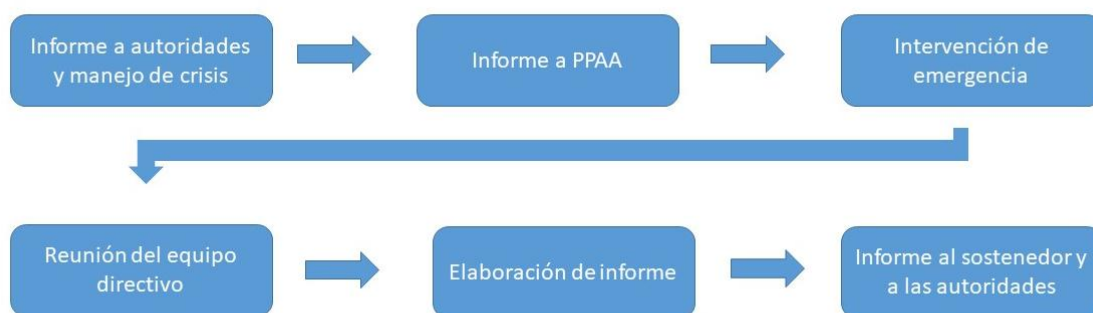 Informe a autoridades
y manejo de crisis
Informe a PPAA
Intervención de
emergencia
Reunión del equipo
directivo
Elaboración de informe
Informe al sostenedor y
a las autoridades